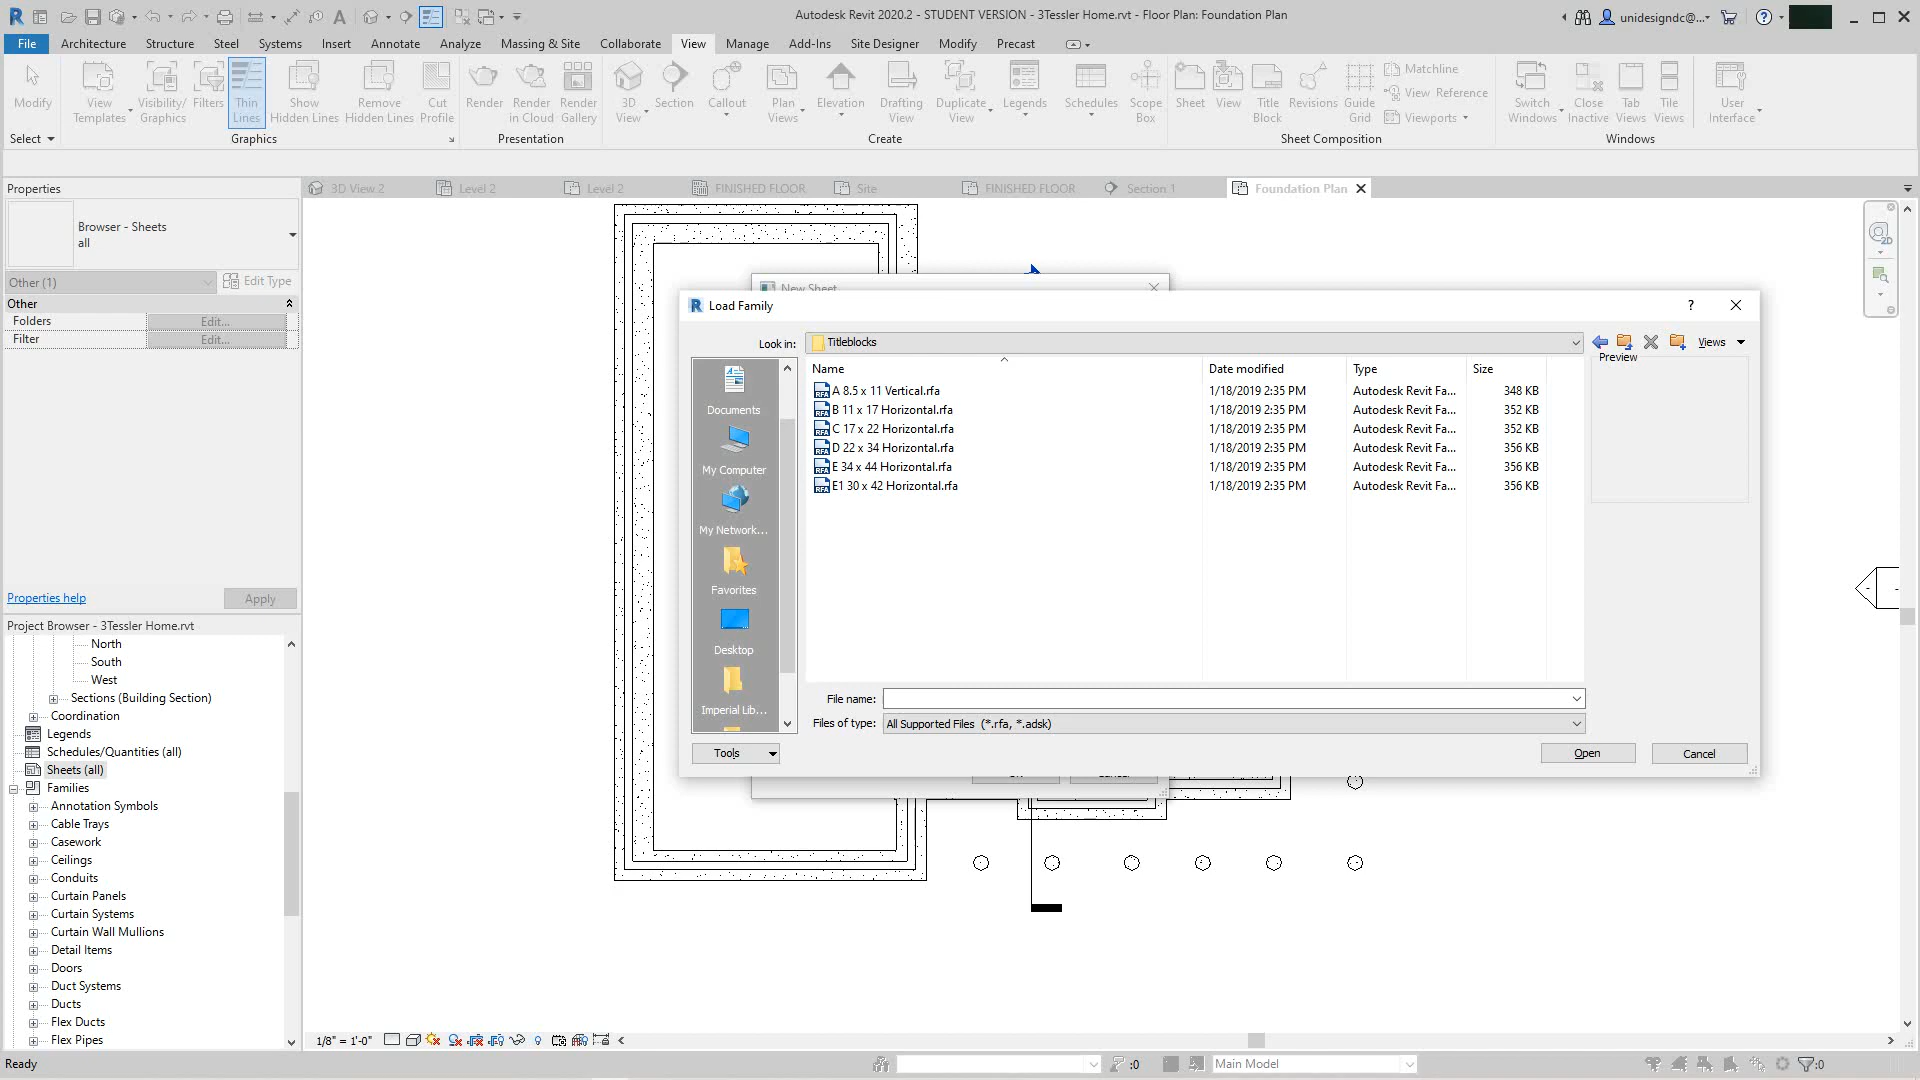 Autodesk Revit 2020.2 - STUDENT VERSION - 3Tessler Home.rvt - Floor Plan: Foundation Plan
unidesigndc@...
File Architecture Structure Steel Systems Insert Annotate Analyze Massing & Site Collaborate View Manage Add-Ins Site Designer Modify Precast
Modify
View Templates
Visibility/ Graphics
Filters
Thin Lines
Show Hidden Lines
Remove Hidden Lines
Cut Profile
Render
Render in Cloud
Render Gallery
3D View
Section
Callout
Plan Views
Elevation
Drafting View
Duplicate View
Legends
Schedules
Scope Box
Sheet
View
Title Block
Revisions
Guide Grid
Matchline
View Reference
Viewports
Switch Windows
Close Inactive
Tab Views
Tile Views
User Interface
Select Graphics Presentation Create Sheet Composition Windows
Properties
3D View 2 Level 2 Level 2 FINISHED FLOOR Site FINISHED FLOOR Section 1 Foundation Plan
Browser - Sheets
all
Other (1) Edit Type
Other
Folders Edit...
Filter Edit...
Properties help Apply
Project Browser - 3Tessler Home.rvt
North
South
West
Sections (Building Section)
Coordination
Legends
Schedules/Quantities (all)
Sheets (all)
Families
Annotation Symbols
Cable Trays
Casework
Ceilings
Conduits
Curtain Panels
Curtain Systems
Curtain Wall Mullions
Detail Items
Doors
Duct Systems
Ducts
Flex Ducts
Flex Pipes
2D
New Sheet
Load Family ?
Look in: Titleblocks Views
Preview
Documents
My Computer
My Network...
Favorites
Desktop
Imperial Lib...
Name Date modified Type Size
A 8.5 x 11 Vertical.rfa 1/18/2019 2:35 PM Autodesk Revit Fa... 348 KB
B 11 x 17 Horizontal.rfa 1/18/2019 2:35 PM Autodesk Revit Fa... 352 KB
C 17 x 22 Horizontal.rfa 1/18/2019 2:35 PM Autodesk Revit Fa... 352 KB
D 22 x 34 Horizontal.rfa 1/18/2019 2:35 PM Autodesk Revit Fa... 356 KB
E 34 x 44 Horizontal.rfa 1/18/2019 2:35 PM Autodesk Revit Fa... 356 KB
E1 30 x 42 Horizontal.rfa 1/18/2019 2:35 PM Autodesk Revit Fa... 356 KB
File name:
Files of type: All Supported Files (*.rfa, *.adsk)
Tools Open Cancel
1/8" = 1'-0"
Ready :0 Main Model :0